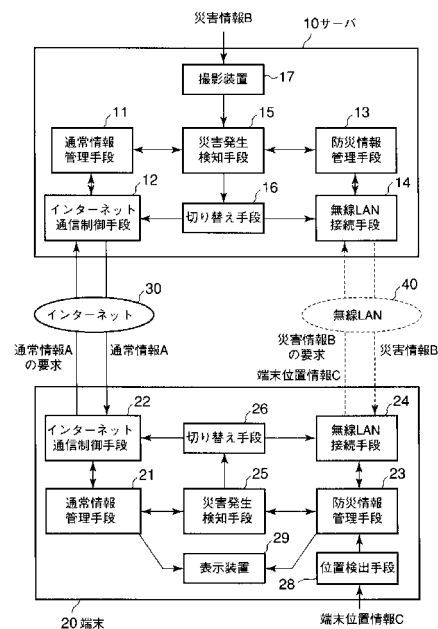 災害情報B
10サーバ
撮影装置
17
11
15
13
通常情報
管理手段
災害発生
検知手段
防災情報
管理手段
12
16
14
インターネット
通信制御手段
切り替え手段
無線LAN
接続手段
30
40
インターネット
無線LAN
通常情報A
の要求
通常情報A
災害情報B
の要求
端末位置情報C
災害情報B
22
26
24
インターネット
通信制御手段
切り替え手段
無線LAN
接続手段
21
25
23
通常情報
管理手段
災害発生
検知手段
防災情報
管理手段
29
表示装置
28
位置検出手段
20 端末
端末位置情報C